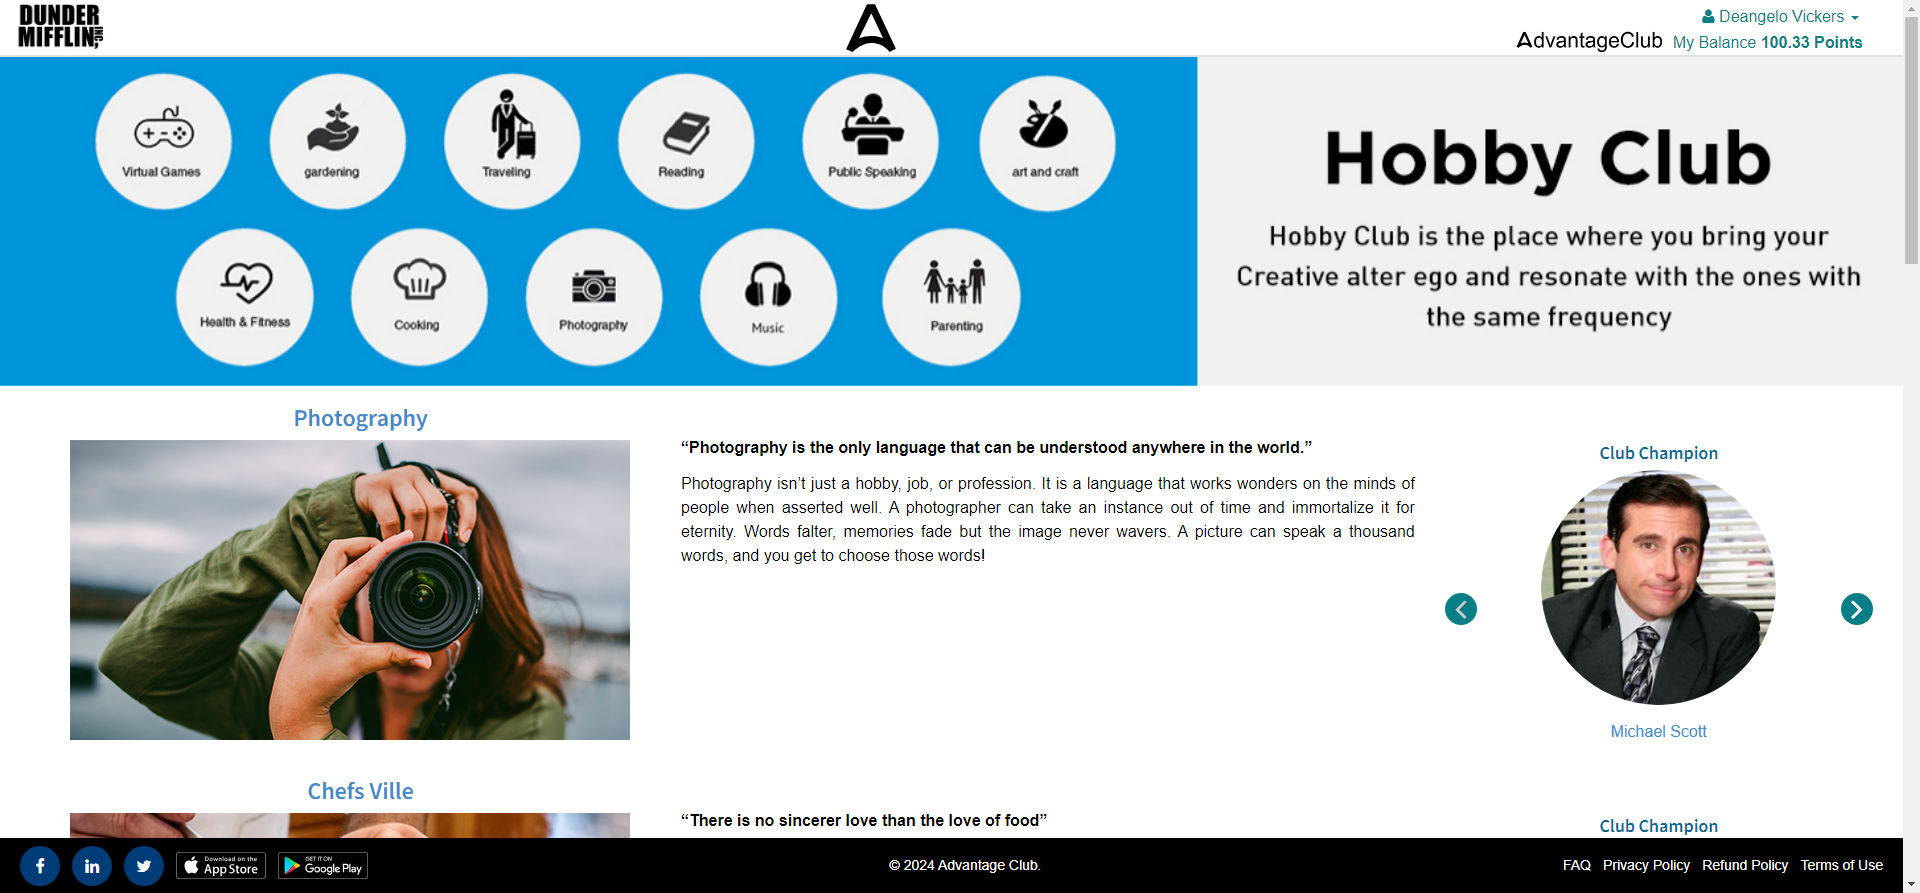 DUNDER
MIFFLIN INC,
Deangelo Vickers
AdvantageClub My Balance 100.33 Points
Virtual Games
gardening
Traveling
Reading
Public Speaking
art and craft
Health & Fitness
Cooking
Photography
Music
Parenting
Hobby Club
Hobby Club is the place where you bring your
Creative alter ego and resonate with the ones with
the same frequency
Photography
“Photography is the only language that can be understood anywhere in the world.”
Photography isn’t just a hobby, job, or profession. It is a language that works wonders on the minds of
people when asserted well. A photographer can take an instance out of time and immortalize it for
eternity. Words falter, memories fade but the image never wavers. A picture can speak a thousand
words, and you get to choose those words!
Club Champion
Michael Scott
Chefs Ville
“There is no sincerer love than the love of food”
Club Champion
Download on the
App Store
GET IT ON
Google Play
© 2024 Advantage Club.
FAQ Privacy Policy Refund Policy Terms of Use